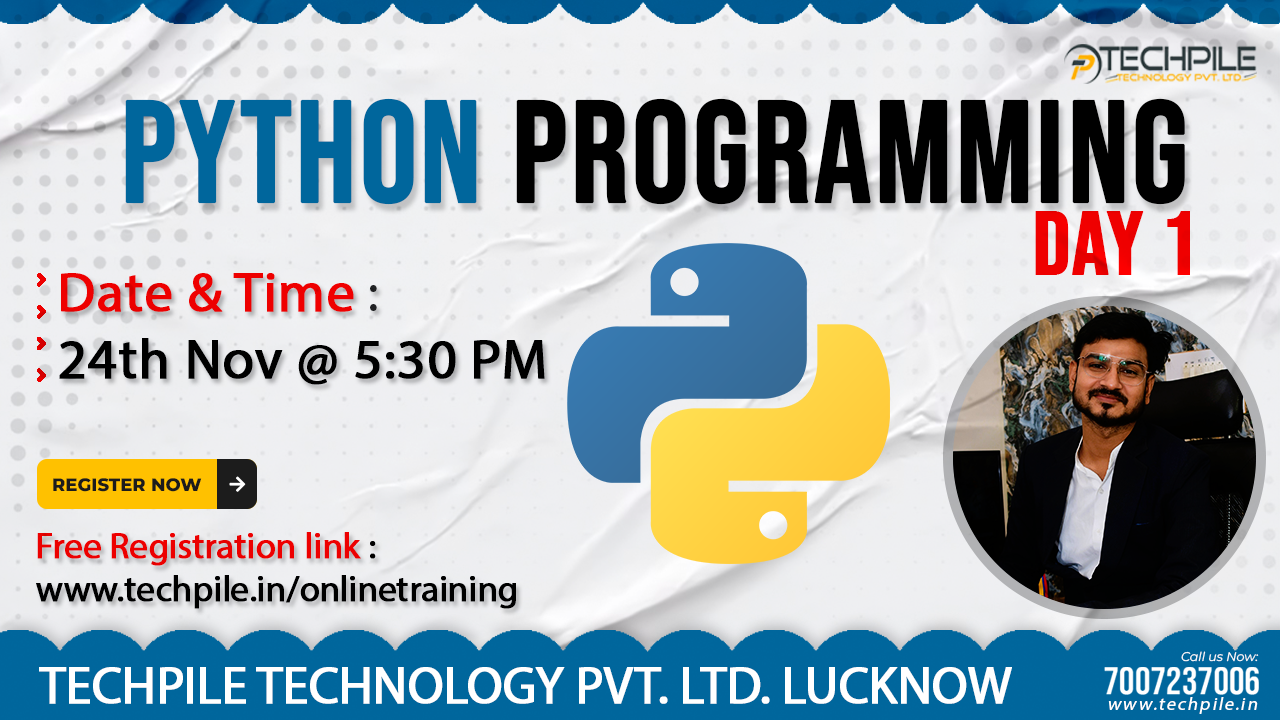 TECHPILE
TECHNOLOGY PVT. LTD.
PYTHON PROGRAMMING
DAY 1
Date & Time :
24th Nov @ 5:30 PM
REGISTER NOW
Free Registration link :
www.techpile.in/onlinetraining
TECHPILE TECHNOLOGY PVT. LTD. LUCKNOW
Call us Now:
7007237006
www.techpile.in